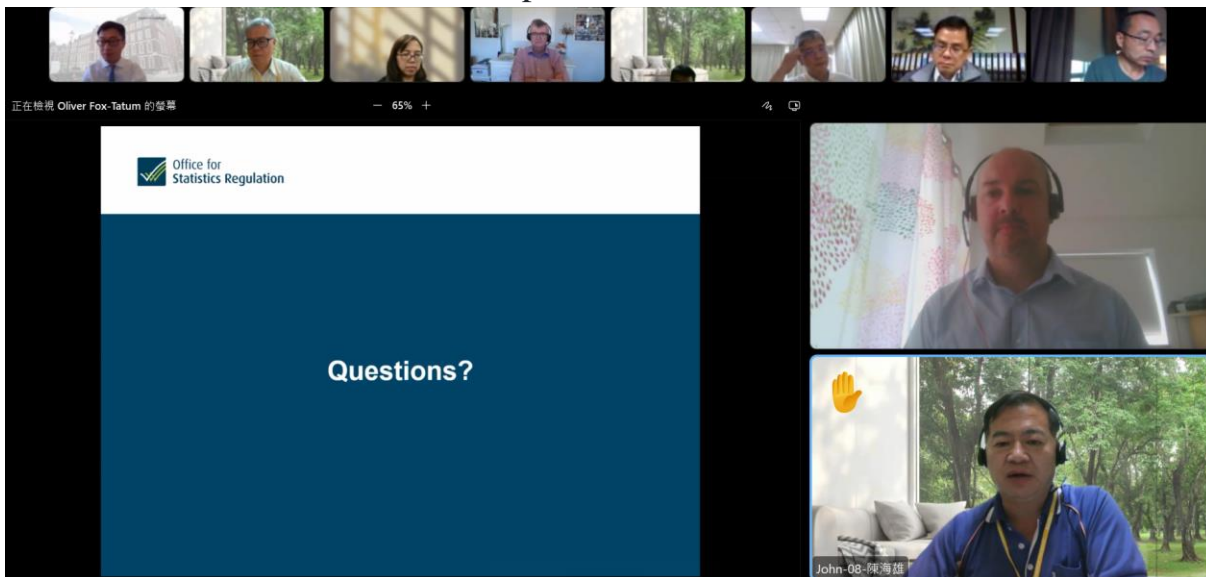 正在檢視 Oliver Fox-Tatum 的螢幕
− 65% +
Office for
Statistics Regulation
Questions?
John-08-陳海雄